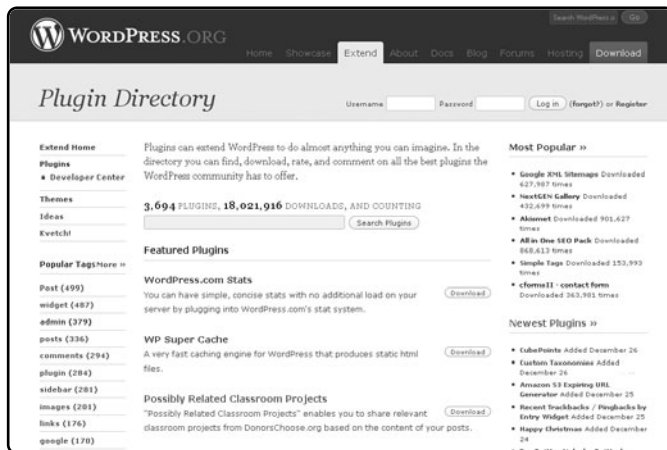 WORDPRESS.ORG
Search WordPress.o
Go
Home Showcase Extend About Docs Blog Forums Hosting Download
Plugin Directory
Username
Password
Log in (forgot?) or Register
Extend Home
Plugins
Developer Center
Themes
Ideas
Kvetch!
Popular Tags More »
Post (499)
widget (487)
admin (379)
posts (336)
comments (294)
plugin (284)
sidebar (281)
images (201)
links (176)
google (170)
Plugins can extend WordPress to do almost anything you can imagine. In the
directory you can find, download, rate, and comment on all the best plugins the
WordPress community has to offer.
3,694 PLUGINS, 18,021,916 DOWNLOADS, AND COUNTING
Search Plugins
Featured Plugins
WordPress.com Stats
You can have simple, concise stats with no additional load on your
server by plugging into WordPress.com's stat system.
Download
WP Super Cache
A very fast caching engine for WordPress that produces static html
files.
Download
Possibly Related Classroom Projects
"Possibly Related Classroom Projects" enables you to share relevant
classroom projects from DonorsChoose.org based on the content of your posts.
Download
Most Popular »
Google XML Sitemaps Downloaded
627,987 times
NextGEN Gallery Downloaded
432,699 times
Akismet Downloaded 901,627
times
All in One SEO Pack Downloaded
868,613 times
Simple Tags Downloaded 153,993
times
cformsII - contact form
Downloaded 363,981 times
Newest Plugins »
CubePoints Added December 26
Custom Taxonomies Added
December 26
Amazon S3 Expiring URL
Generator Added December 25
Recent Trackbacks / Pingbacks by
Entry Widget Added December 25
Happy Christmas Added December
24